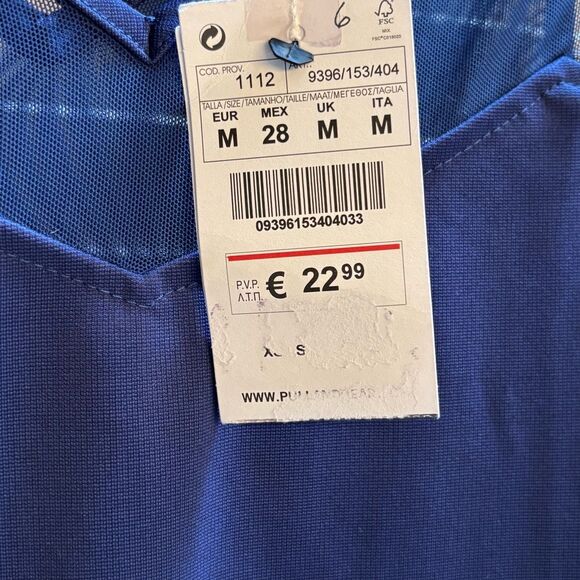 6
FSC
MIX
COD. PROV. 1112
ART.: 9396/153/404
TALLA/SIZE/TAMANHO/TAILLE/MAAT/ΜΕΓΕΘΟΣ/TAGLIA
EUR MEX UK ITA
M 28 M M
09396153404033
P.V.P. € 22 99
Λ.Τ.Π.
S
WWW.PULLANDBEAR.